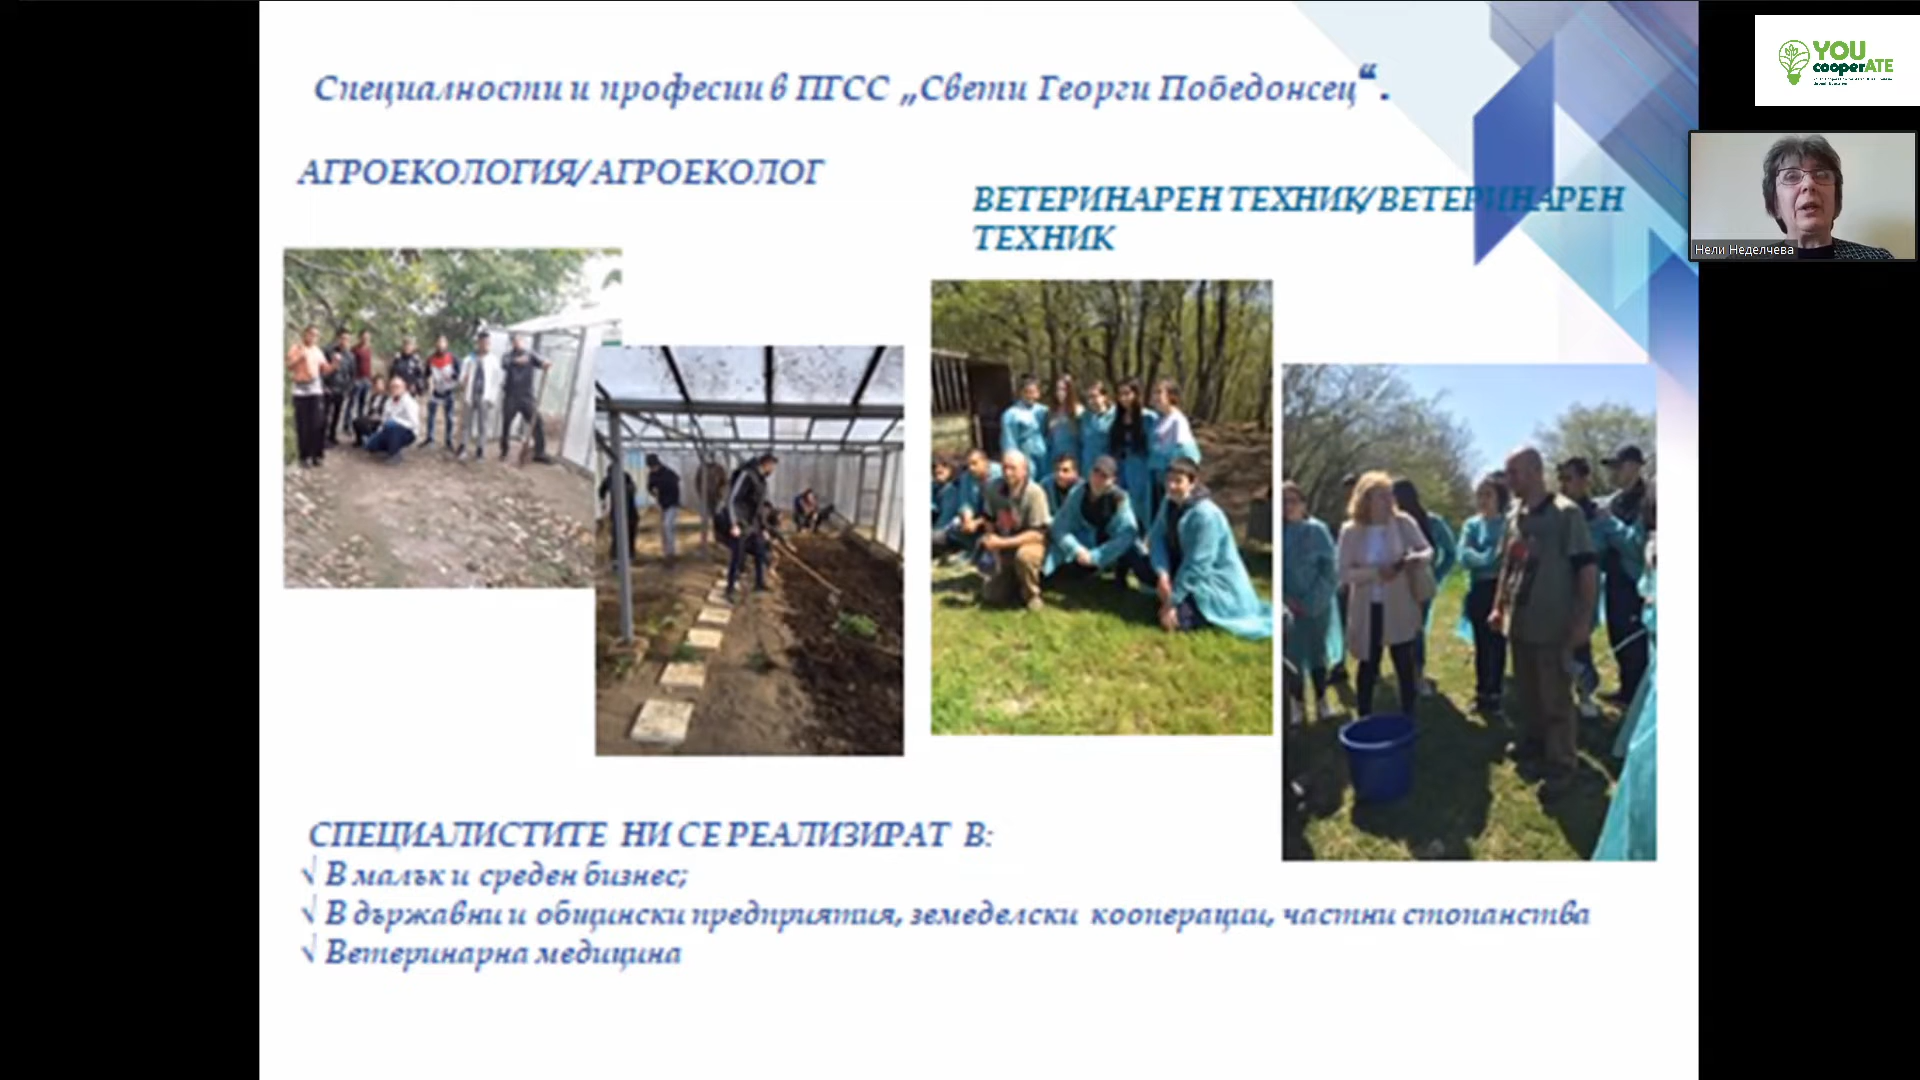 Специалности и професии в ПГСС „Свети Георги Победонсец“.
АГРОЕКОЛОГИЯ/АГРОЕКОЛОГ
ВЕТЕРИНАРЕН ТЕХНИК/ВЕТЕРИНАРЕН
ТЕХНИК
СПЕЦИАЛИСТИТЕ НИ СЕ РЕАЛИЗИРАТ В:
√ В малък и среден бизнес;
√ В държавни и общински предприятия, земеделски кооперации, частни стопанства
√ Ветеринарна медицина
YOU
cooperATE
Нели Неделчева